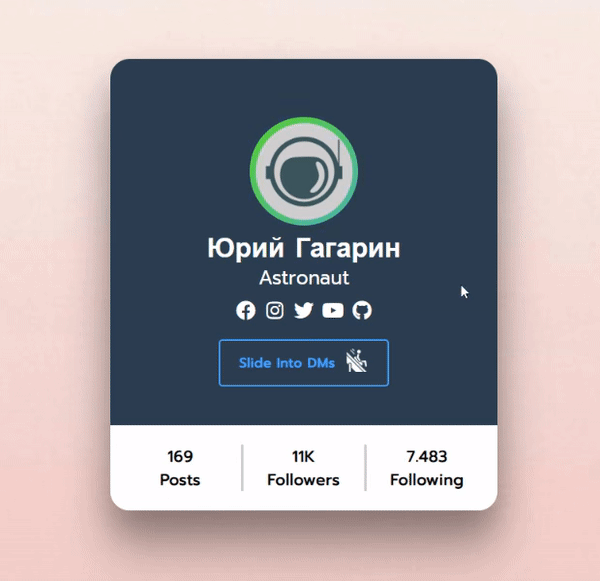 Юрий Гагарин
Astronaut
Slide Into DMs
169
Posts
11K
Followers
7.483
Following